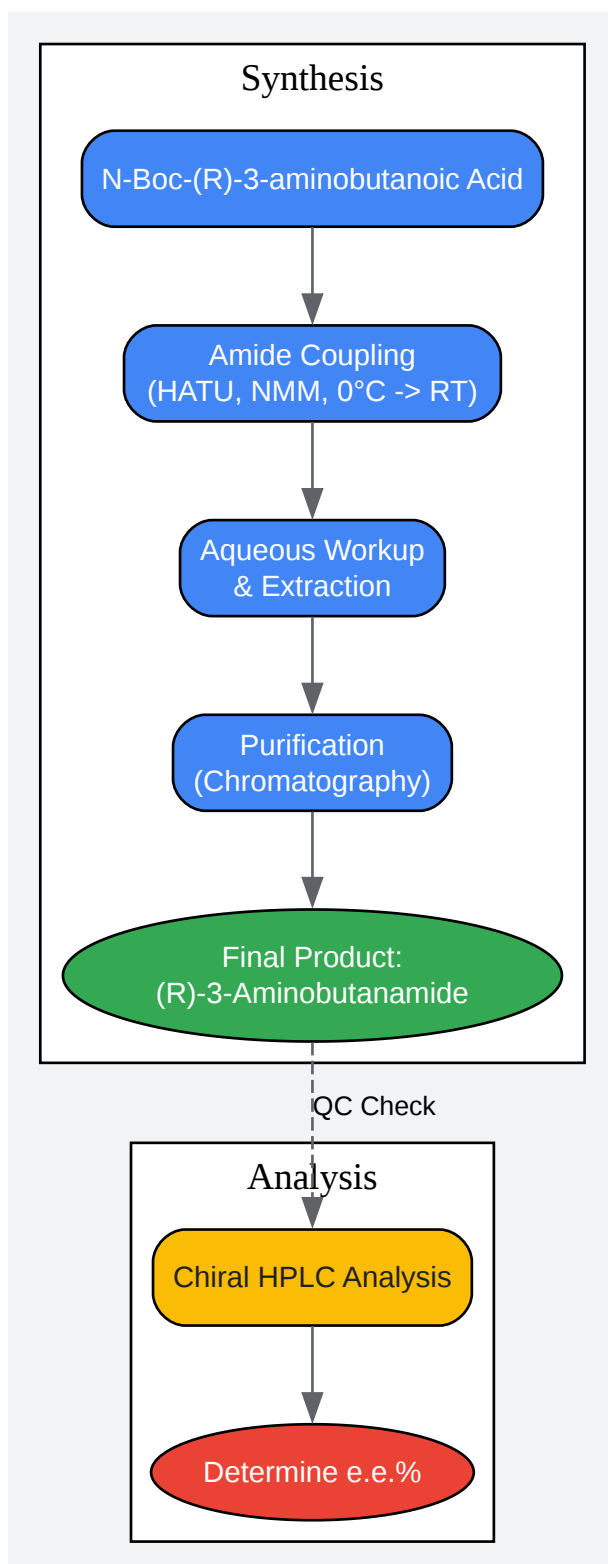 Synthesis
N-Boc-(R)-3-aminobutanoic Acid
Amide Coupling
(HATU, NMM, 0°C -> RT)
Aqueous Workup
& Extraction
Purification
(Chromatography)
Final Product:
(R)-3-Aminobutanamide
QC Check
Analysis
Chiral HPLC Analysis
Determine e.e.%